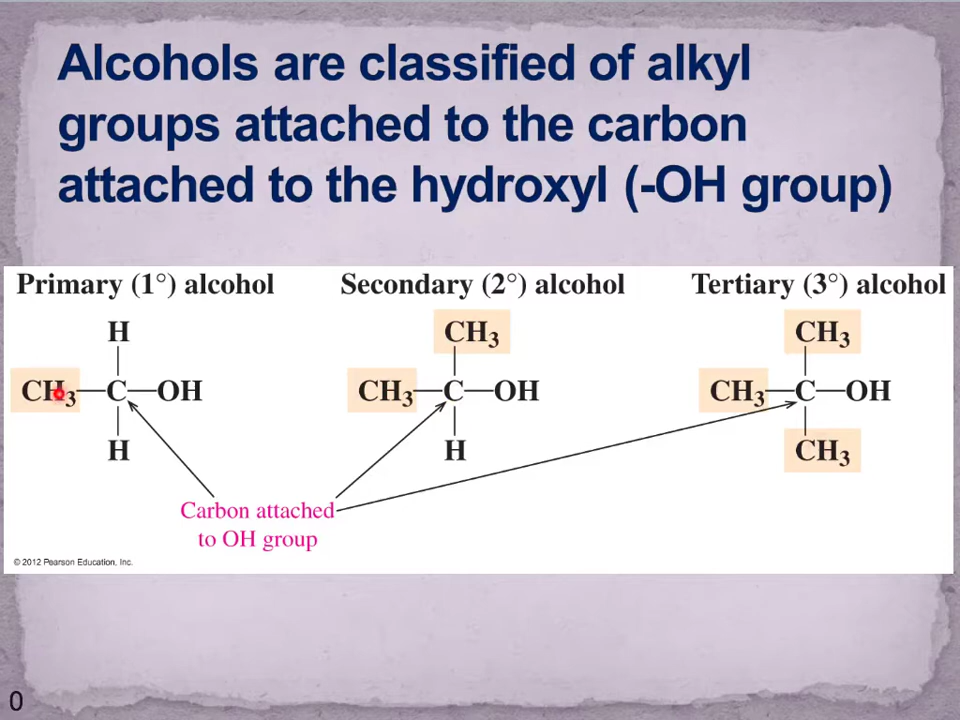 Alcohols are classified of alkyl
groups attached to the carbon
attached to the hydroxyl (-OH group)
Primary (1°) alcohol
H
CH₃—C—OH
H
Secondary (2°) alcohol
CH₃
CH₃—C—OH
H
Tertiary (3°) alcohol
CH₃
CH₃—C—OH
CH₃
Carbon attached
to OH group
© 2012 Pearson Education, Inc.
0